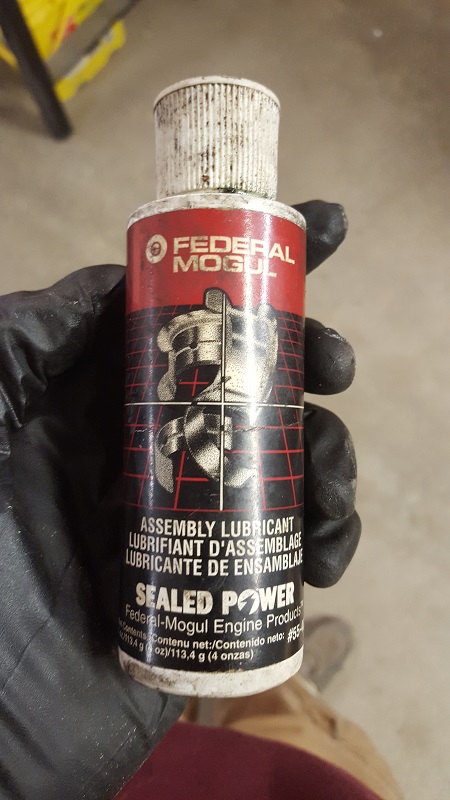 FEDERAL
MOGUL
ASSEMBLY LUBRICANT
LUBRIFIANT D'ASSEMBLAGE
LUBRICANTE DE ENSAMBLAJE
SEALED POWER
Federal-Mogul Engine Products
Contents/Contenu net:/Contenido neto:
113,4 g (4 oz)/113,4 g (4 onzas)